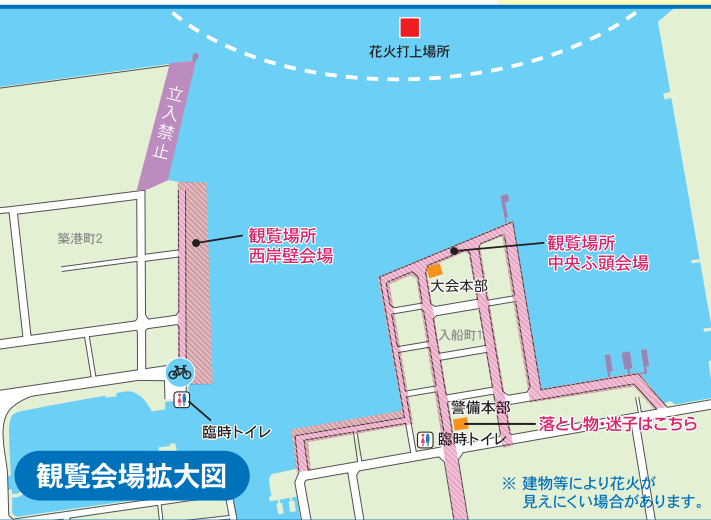 花火打上場所
立入禁止
築港町2
観覧場所
西岸壁会場
観覧場所
中央ふ頭会場
大会本部
入船町1
臨時トイレ
警備本部
臨時トイレ
落とし物・迷子はこちら
観覧会場拡大図
※ 建物等により花火が
見えにくい場合があります。